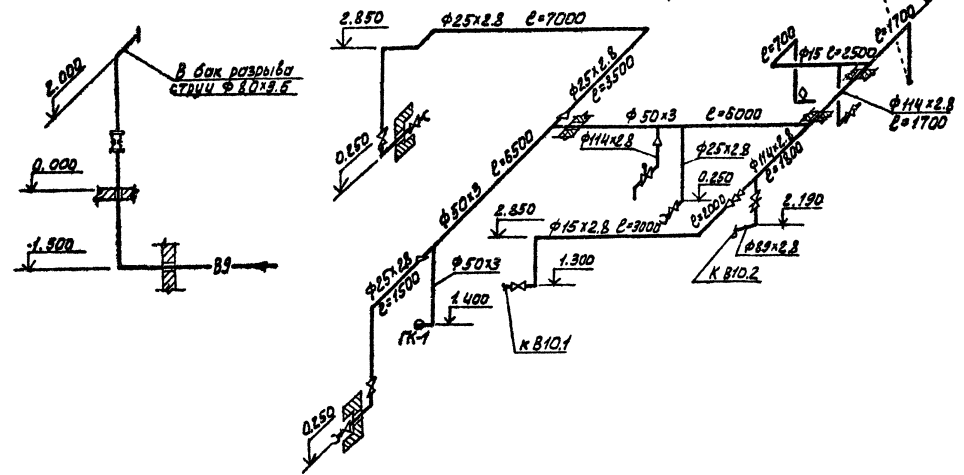 2.000
В бак разрыва
струи Ф80×3.5
0.000
-1.500
В9
2.850
Ф25×2.8 ℓ=7000
Ф25×2.8
ℓ=3500
0.250
ℓ=6500
Ф50×3
Ф25×2.8
ℓ=1500
Ф50×3
1.400
ПК-1
0.250
Ф50×3 ℓ=6000
Ф114×2.8
Ф25×2.8
0.250
2.850
Ф15×2.8 ℓ=3000
1.300
К В10.1
ℓ=2000
Ф114×2.8
ℓ=1800
2.190
Ф89×2.8
К В10.2
ℓ=700
Ф15 ℓ=2500
ℓ=1700
Ф114×2.8
ℓ=1700